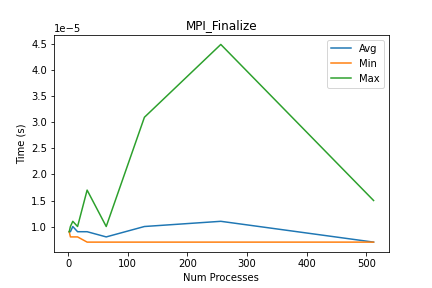 MPI_Finalize
1e−5
4.5
4.0
3.5
3.0
2.5
2.0
1.5
1.0
Time (s)
Avg
Min
Max
0 100 200 300 400 500
Num Processes